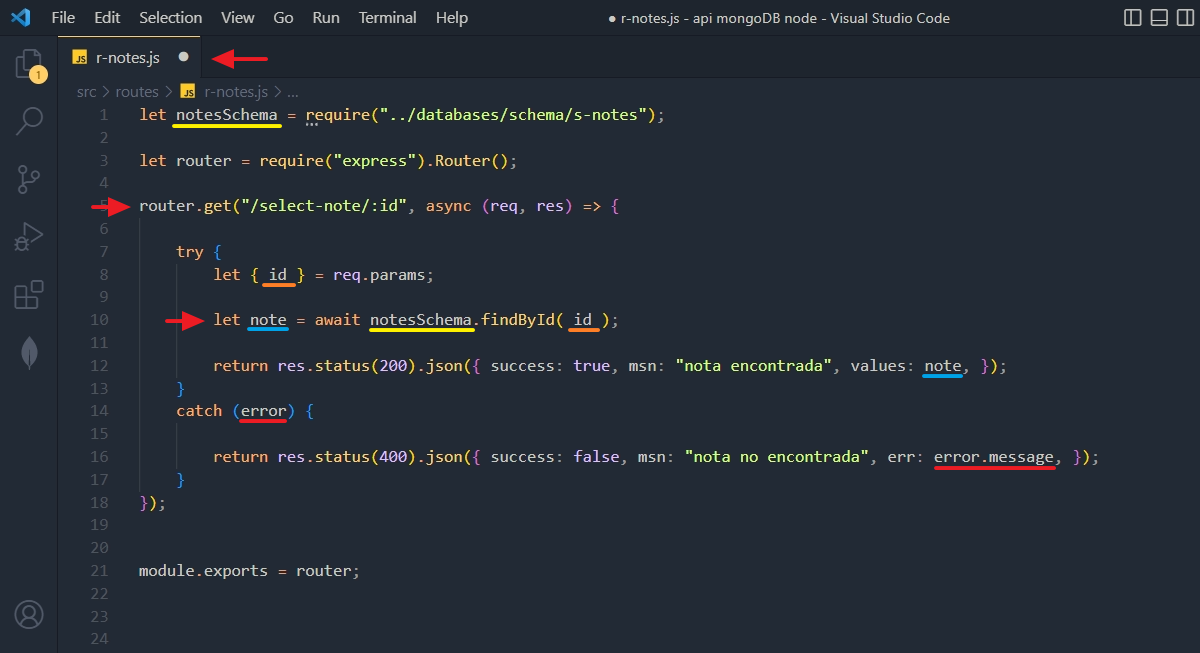 File Edit Selection View Go Run Terminal Help ● r-notes.js - api mongoDB node - Visual Studio Code
JS r-notes.js ●
1
src > routes > JS r-notes.js > ...
1 let notesSchema = require("../databases/schema/s-notes");
2
3 let router = require("express").Router();
4
5 router.get("/select-note/:id", async (req, res) => {
6
7 try {
8 let { id } = req.params;
9
10 let note = await notesSchema.findById( id );
11
12 return res.status(200).json({ success: true, msn: "nota encontrada", values: note, });
13 }
14 catch (error) {
15
16 return res.status(400).json({ success: false, msn: "nota no encontrada", err: error.message, });
17 }
18 });
19
20
21 module.exports = router;
22
23
24